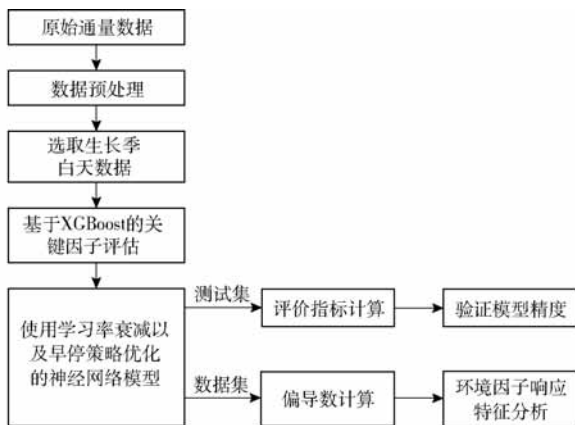 原始通量数据
数据预处理
选取生长季
白天数据
基于XGBoost的关
键因子评估
使用学习率衰减以
及早停策略优化
的神经网络模型
测试集
评价指标计算
验证模型精度
数据集
偏导数计算
环境因子响应
特征分析